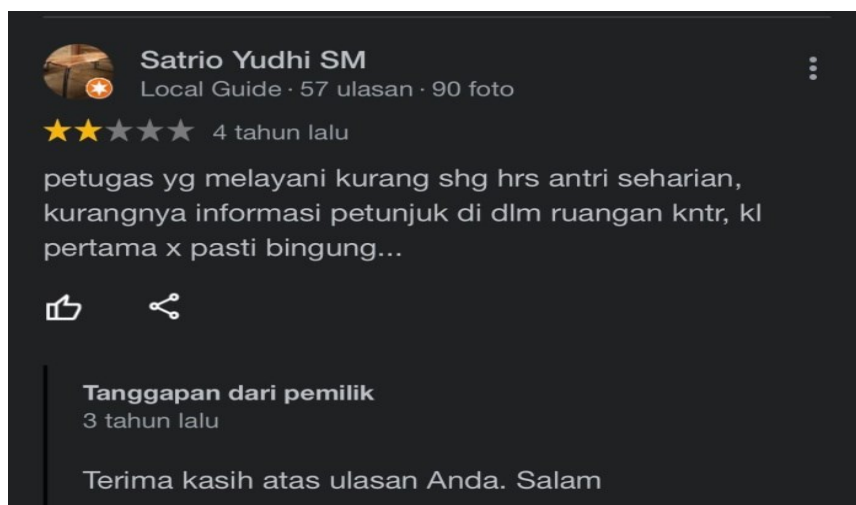 Satrio Yudhi SM
Local Guide · 57 ulasan · 90 foto
4 tahun lalu
petugas yg melayani kurang shg hrs antri seharian,
kurangnya informasi petunjuk di dlm ruangan kntr, kl
pertama x pasti bingung...
Tanggapan dari pemilik
3 tahun lalu
Terima kasih atas ulasan Anda. Salam